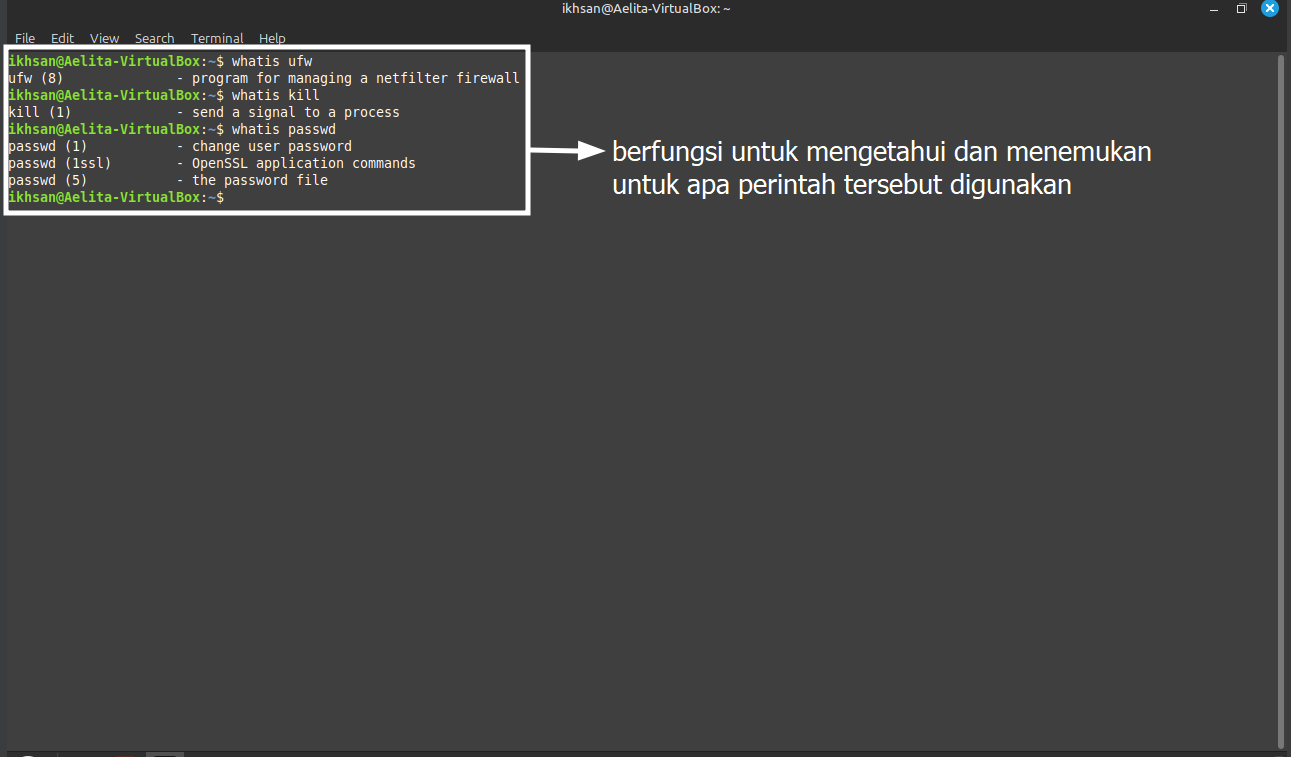 ikhsan@Aelita-VirtualBox: ~
File Edit View Search Terminal Help
ikhsan@Aelita-VirtualBox:~$ whatis ufw
ufw (8) - program for managing a netfilter firewall
ikhsan@Aelita-VirtualBox:~$ whatis kill
kill (1) - send a signal to a process
ikhsan@Aelita-VirtualBox:~$ whatis passwd
passwd (1) - change user password
passwd (1ssl) - OpenSSL application commands
passwd (5) - the password file
ikhsan@Aelita-VirtualBox:~$
berfungsi untuk mengetahui dan menemukan
untuk apa perintah tersebut digunakan